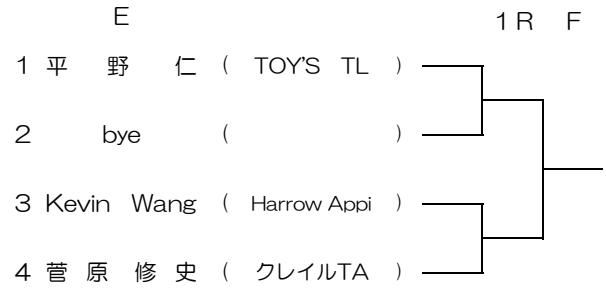 E
1R F
1 平 野 仁 ( TOY'S TL )
2 bye ( )
3 Kevin Wang ( Harrow Appi )
4 菅 原 修 史 ( クレイルTA )